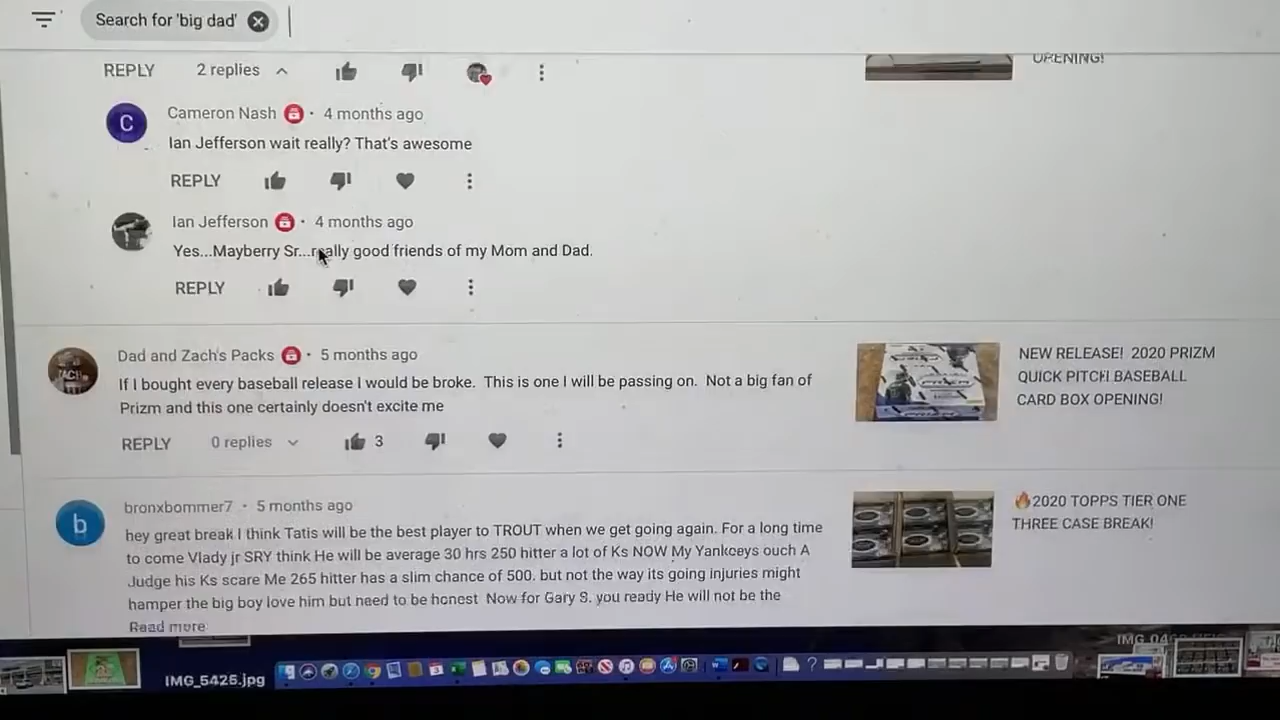 Search for 'big dad'
REPLY 2 replies
OPENING!
C Cameron Nash · 4 months ago
Ian Jefferson wait really? That's awesome
REPLY
Ian Jefferson · 4 months ago
Yes...Mayberry Sr...really good friends of my Mom and Dad.
REPLY
Dad and Zach's Packs · 5 months ago
If I bought every baseball release I would be broke. This is one I will be passing on. Not a big fan of
Prizm and this one certainly doesn't excite me
REPLY 0 replies 3
NEW RELEASE! 2020 PRIZM
QUICK PITCH BASEBALL
CARD BOX OPENING!
b bronxbommer7 · 5 months ago
hey great break I think Tatis will be the best player to TROUT when we get going again. For a long time
to come Vlady jr SRY think He will be average 30 hrs 250 hitter a lot of Ks NOW My Yankceys ouch A
Judge his Ks scare Me 265 hitter has a slim chance of 500. but not the way its going injuries might
hamper the big boy love him but need to be honest Now for Gary S. you ready He will not be the
Read more
🔥2020 TOPPS TIER ONE
THREE CASE BREAK!
IMG_5426.jpg